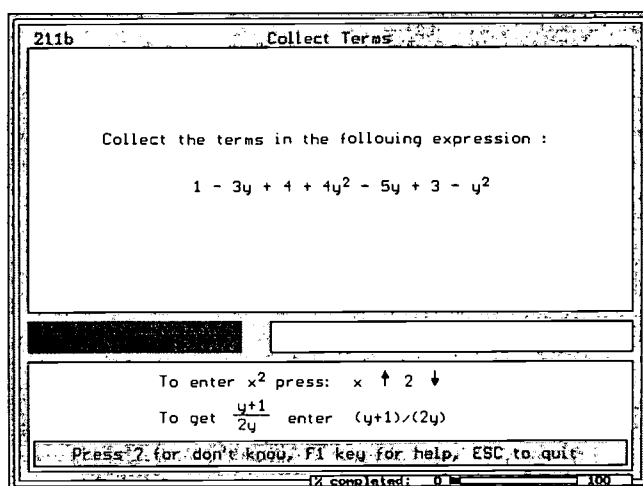 211b Collect Terms
Collect the terms in the following expression :
1 - 3y + 4 + 4y² - 5y + 3 - y²
To enter x² press: x ↑ 2 ↓
To get y+1/2y enter (y+1)/(2y)
Press ? for don't know, F1 key for help, ESC to quit
% completed: 0 100